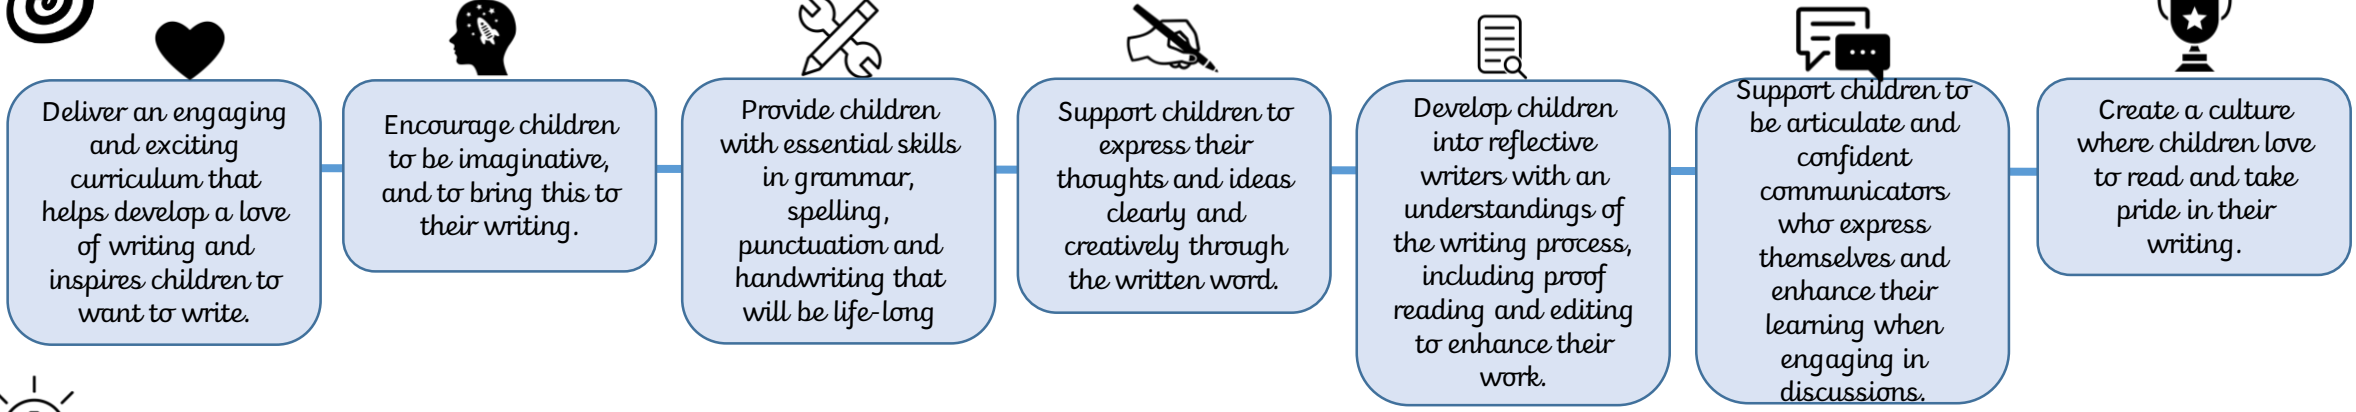 Deliver an engaging
and exciting
curriculum that
helps develop a love
of writing and
inspires children to
want to write.
Encourage children
to be imaginative,
and to bring this to
their writing.
Provide children
with essential skills
in grammar,
spelling,
punctuation and
handwriting that
will be life-long
Support children to
express their
thoughts and ideas
clearly and
creatively through
the written word.
Develop children
into reflective
writers with an
understandings of
the writing process,
including proof
reading and editing
to enhance their
work.
Support children to
be articulate and
confident
communicators
who express
themselves and
enhance their
learning when
engaging in
discussions.
Create a culture
where children love
to read and take
pride in their
writing.